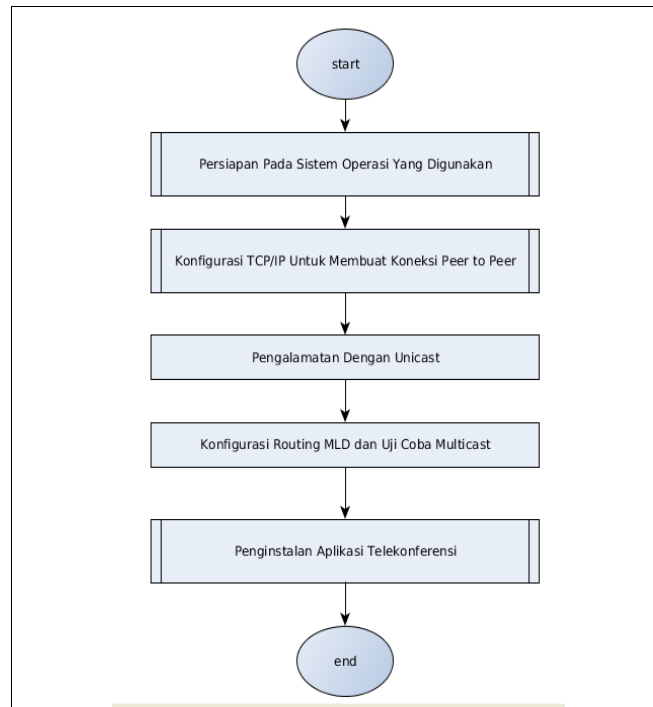 start
Persiapan Pada Sistem Operasi Yang Digunakan
Konfigurasi TCP/IP Untuk Membuat Koneksi Peer to Peer
Pengalamatan Dengan Unicast
Konfigurasi Routing MLD dan Uji Coba Multicast
Penginstalan Aplikasi Telekonferensi
end